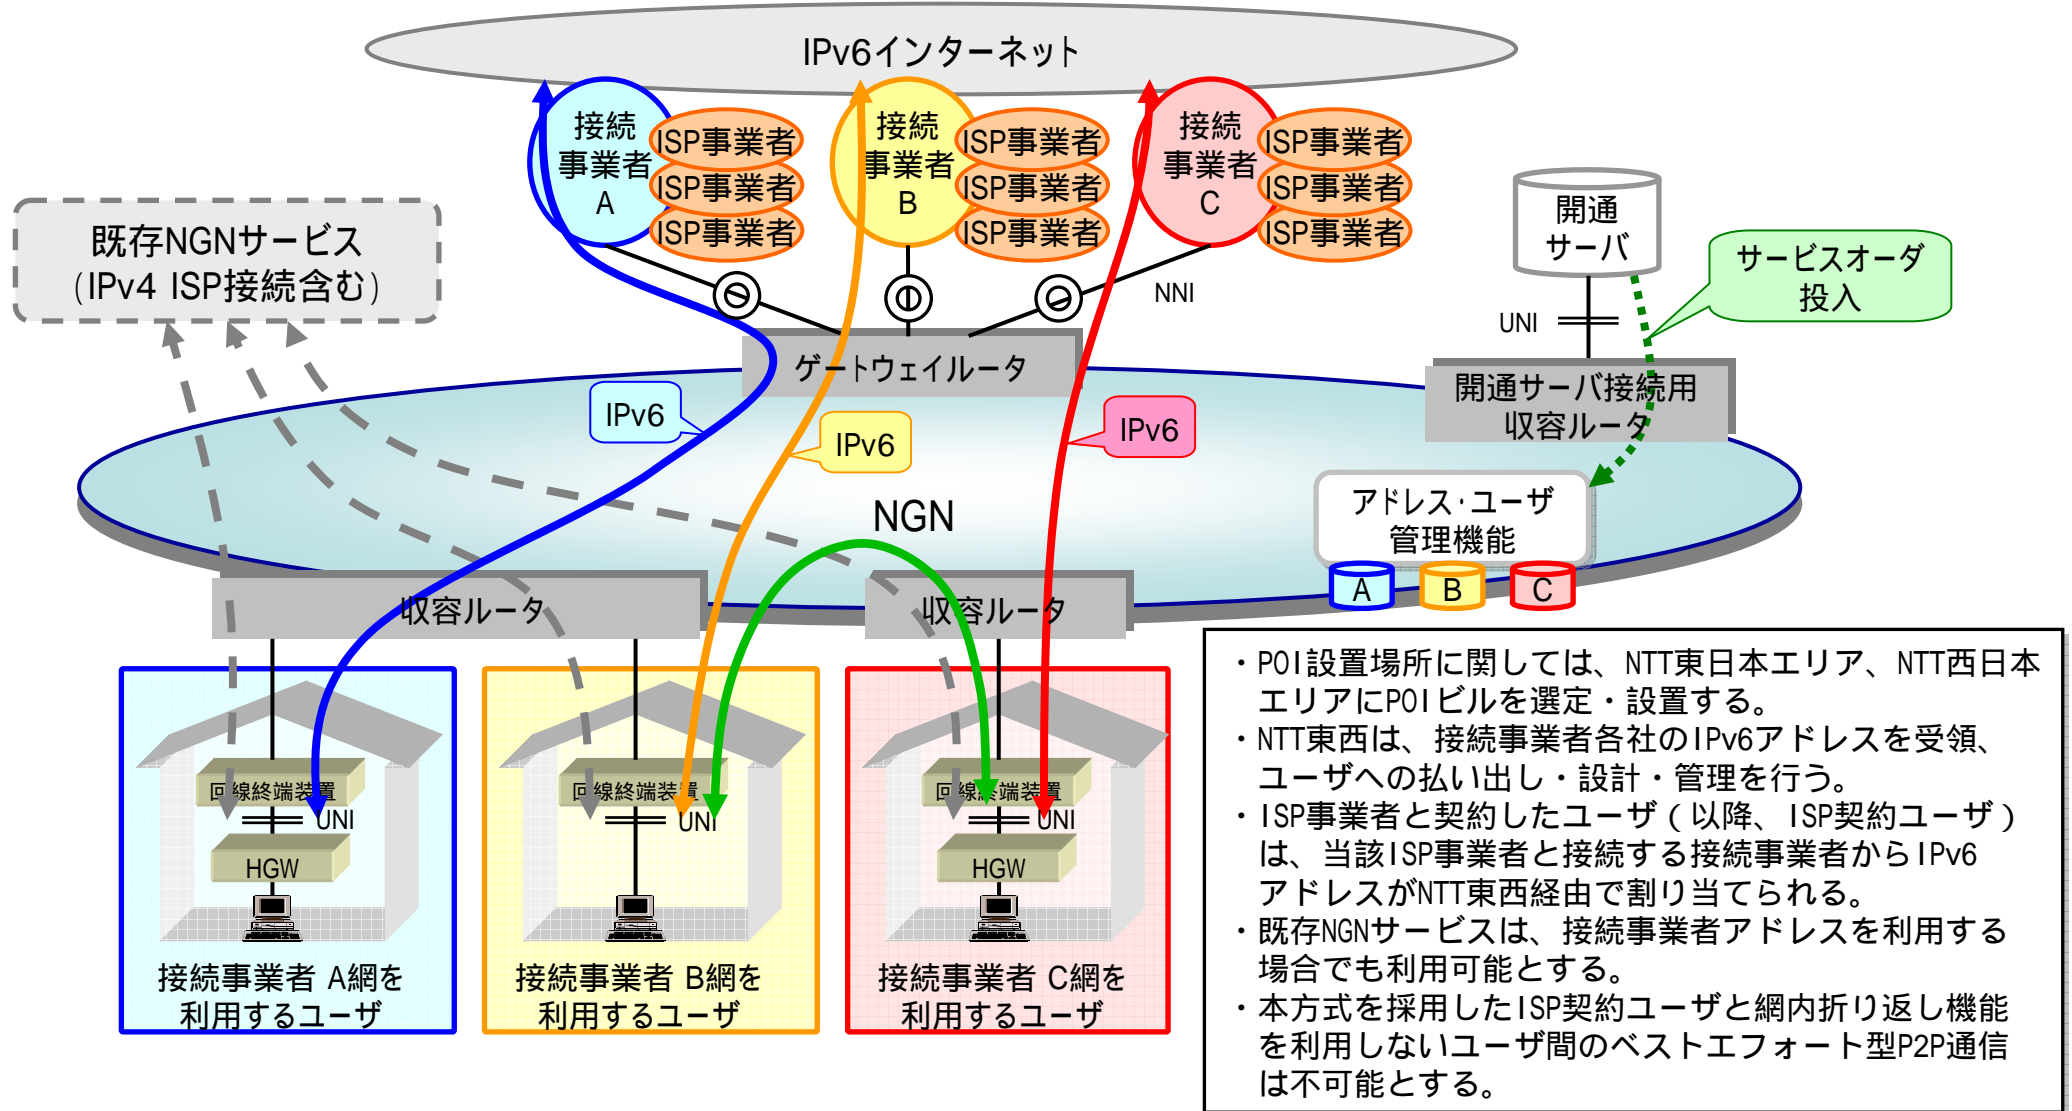 IPv6インターネット
接続
事業者
A
ISP事業者
ISP事業者
ISP事業者
接続
事業者
B
ISP事業者
ISP事業者
ISP事業者
接続
事業者
C
ISP事業者
ISP事業者
ISP事業者
開通
サーバ
サービスオーダ
投入
既存NGNサービス
(IPv4 ISP接続含む)
NNI
UNI
ゲートウェイルータ
開通サーバ接続用
収容ルータ
IPv6
IPv6
IPv6
NGN
アドレス・ユーザ
管理機能
A
B
C
収容ルータ
収容ルータ
回線終端装置
UNI
HGW
接続事業者 A網を
利用するユーザ
回線終端装置
UNI
接続事業者 B網を
利用するユーザ
回線終端装置
UNI
HGW
接続事業者 C網を
利用するユーザ
・POI設置場所に関しては、NTT東日本エリア、NTT西日本
エリアにPOIビルを選定・設置する。
・NTT東西は、接続事業者各社のIPv6アドレスを受領、
ユーザへの払い出し・設計・管理を行う。
・ISP事業者と契約したユーザ（以降、ISP契約ユーザ）
は、当該ISP事業者と接続する接続事業者からIPv6
アドレスがNTT東西経由で割り当てられる。
・既存NGNサービスは、接続事業者アドレスを利用する
場合でも利用可能とする。
・本方式を採用したISP契約ユーザと網内折り返し機能
を利用しないユーザ間のベストエフォート型P2P通信
は不可能とする。